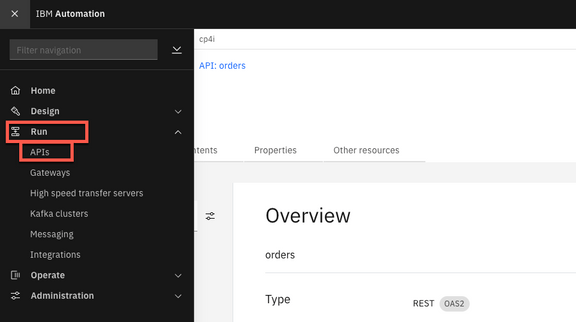 IBM Automation
Filter navigation
Home
Design
Run
APIs
Gateways
High speed transfer servers
Kafka clusters
Messaging
Integrations
Operate
Administration
cp4i
API: orders
Properties
Other resources
Overview
orders
Type
REST OAS2